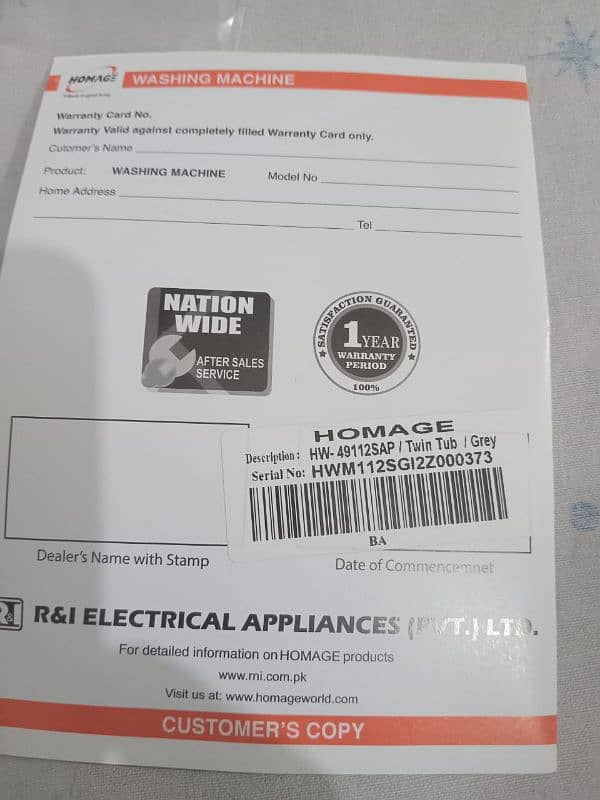 HOMAGE
WASHING MACHINE
Warranty Card No.
Warranty Valid against completely filled Warranty Card only.
Cutomer's Name
Product: WASHING MACHINE Model No
Home Address
Tel
NATION WIDE
AFTER SALES
SERVICE
SATISFACTION GUARANTEED
1 YEAR
WARRANTY
PERIOD
100%
HOMAGE
Description: HW- 49112SAP / Twin Tub / Grey
Serial No: HWM112SGI2Z000373
BA
Dealer's Name with Stamp
Date of Commencemnet
R&I R&I ELECTRICAL APPLIANCES (PVT.) LTD.
For detailed information on HOMAGE products
www.rni.com.pk
Visit us at: www.homageworld.com
CUSTOMER'S COPY